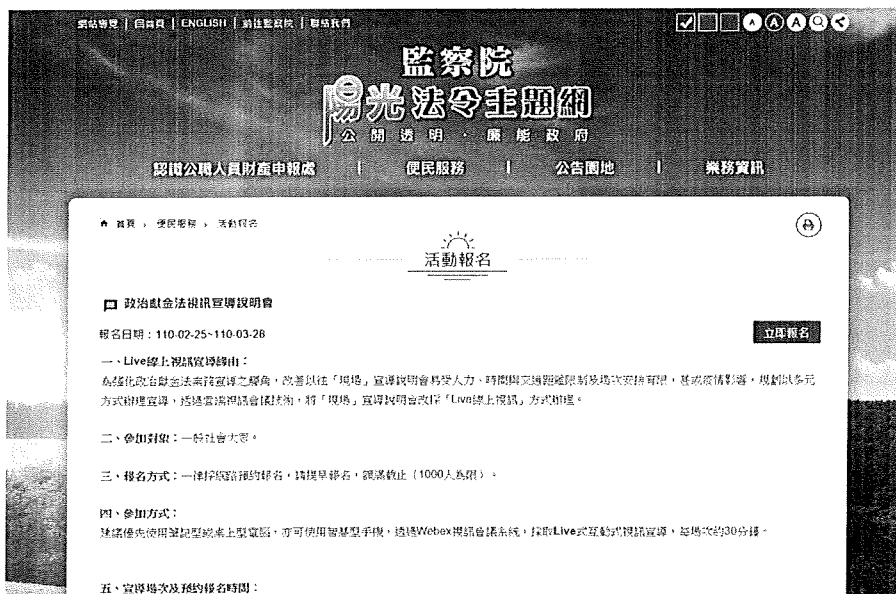 網站導覽 | 回首頁 | ENGLISH | 前往監察院 | 聯絡我們
A A A
監察院
陽光法令主題網
公開透明·廉能政府
認識公職人員財產申報處 | 便民服務 | 公告園地 | 業務資訊
首頁 › 便民服務 › 活動報名
活動報名
政治獻金法視訊宣導說明會
報名日期：110-02-25~110-03-28
立即報名
一、Live線上視訊宣導緣由：
為強化政治獻金法業務宣導之廣角，改善以往「現場」宣導說明會易受人力、時間與交通距離限制及場次安排有限，甚或疫情影響，規劃以多元
方式辦理宣導，透過雲端視訊會議技術，將「現場」宣導說明會改採「Live線上視訊」方式辦理。
二、參加對象：一般社會大眾。
三、報名方式：一律採網路預約報名，請提早報名，額滿截止（1000人為限）。
四、參加方式：
建議優先使用筆記型或桌上型電腦，亦可使用智慧型手機，透過Webex視訊會議系統，採取Live式互動式視訊宣導，每場次約30分鐘。
五、宣導場次及預約報名時間：